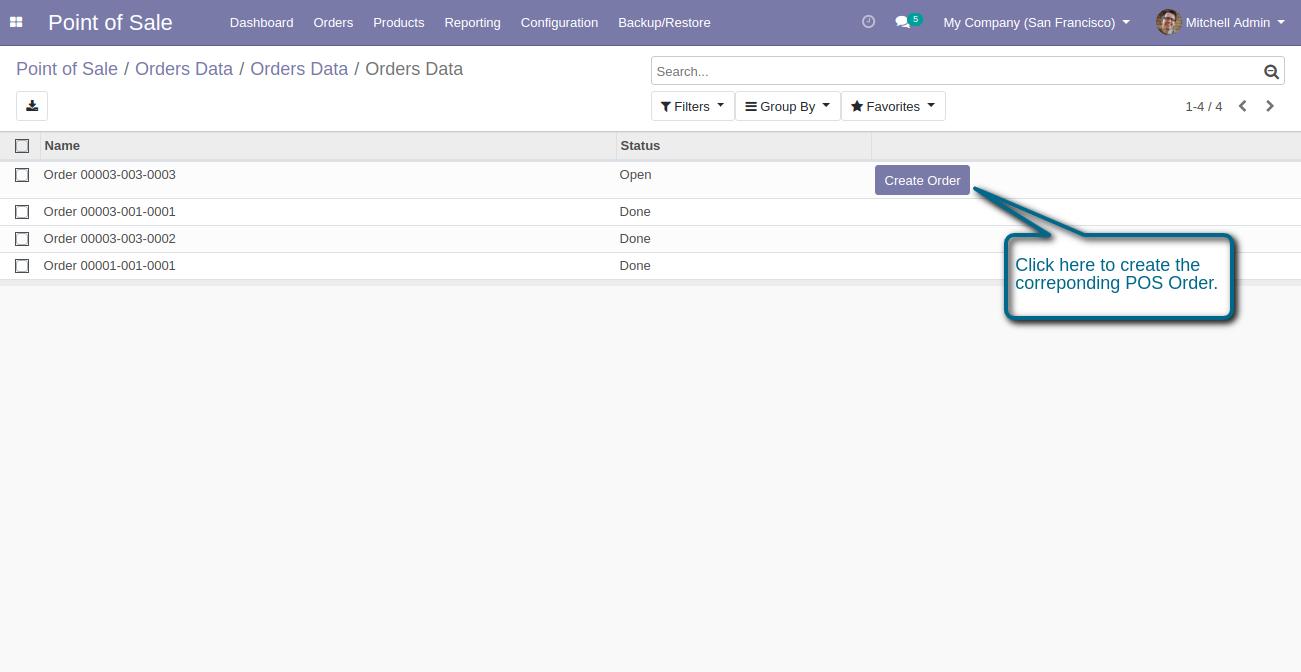 Point of Sale Dashboard Orders Products Reporting Configuration Backup/Restore 5 My Company (San Francisco) Mitchell Admin
Point of Sale / Orders Data / Orders Data / Orders Data
Search...
Filters Group By Favorites 1-4 / 4
Name Status
Order 00003-003-0003 Open Create Order
Order 00003-001-0001 Done
Order 00003-003-0002 Done
Order 00001-001-0001 Done
Click here to create the
correponding POS Order.